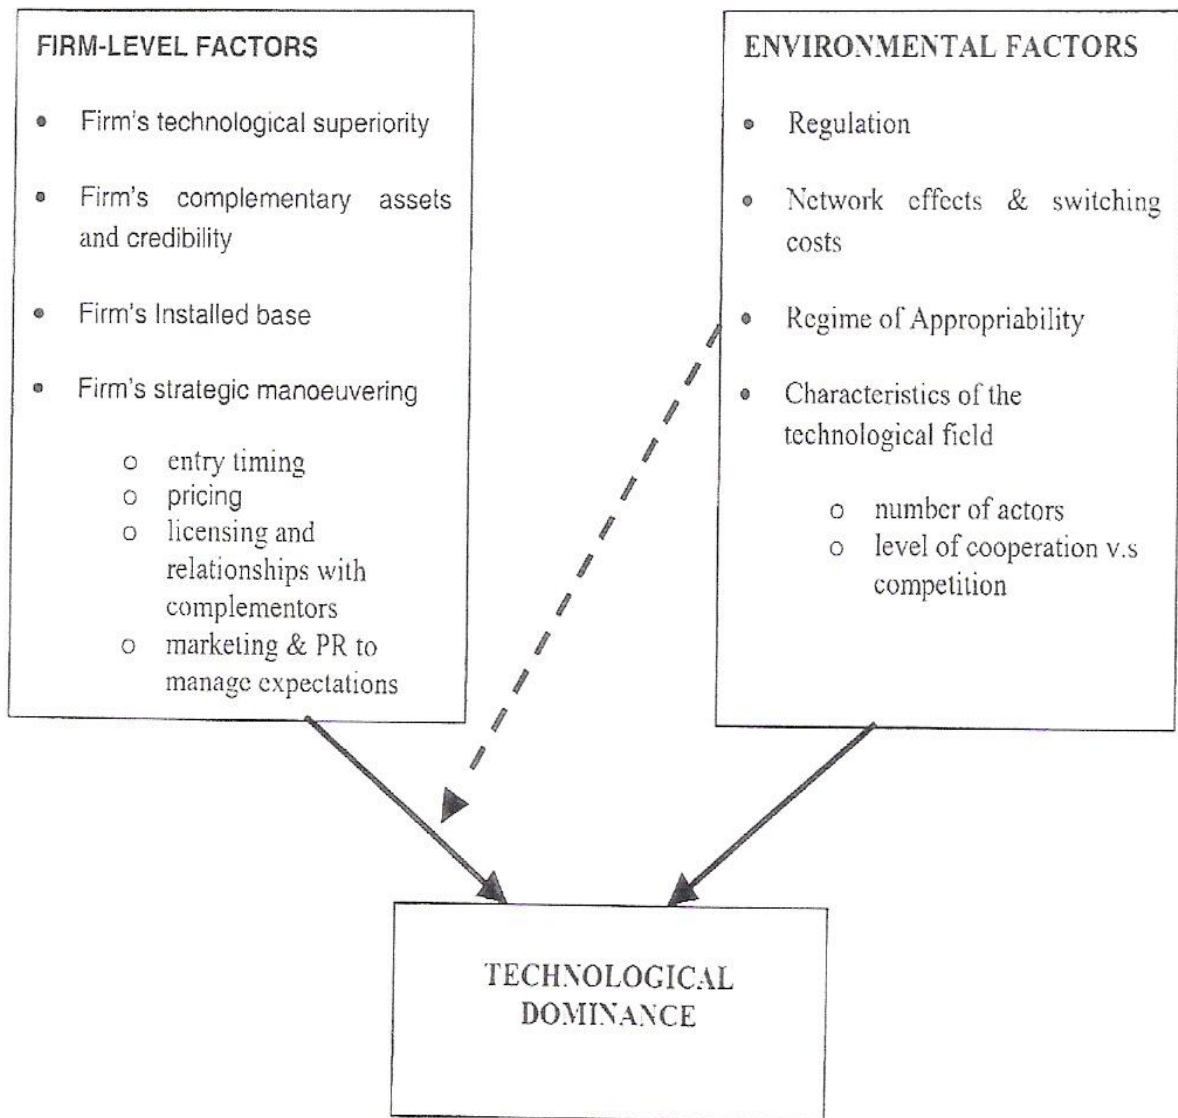 FIRM-LEVEL FACTORS
• Firm's technological superiority
• Firm's complementary assets
and credibility
• Firm's Installed base
• Firm's strategic manoeuvering
o entry timing
o pricing
o licensing and
relationships with
complementors
o marketing & PR to
manage expectations
ENVIRONMENTAL FACTORS
• Regulation
• Network effects & switching
costs
• Regime of Appropriability
• Characteristics of the
technological field
o number of actors
o level of cooperation v.s
competition
TECHNOLOGICAL
DOMINANCE